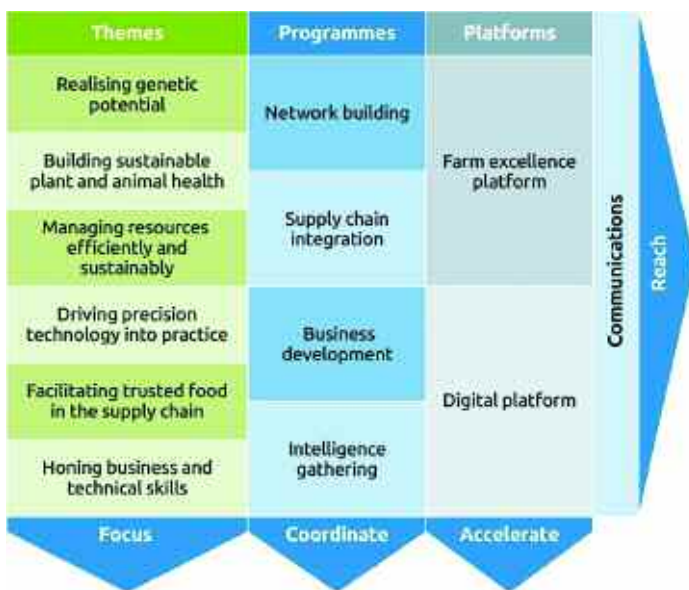 Themes
Realising genetic
potential
Building sustainable
plant and animal health
Managing resources
efficiently and
sustainably
Driving precision
technology into practice
Facilitating trusted food
in the supply chain
Honing business and
technical skills
Focus
Programmes
Network building
Supply chain
integration
Business
development
Intelligence
gathering
Coordinate
Platforms
Farm excellence
platform
Digital platform
Accelerate
Communications
Reach